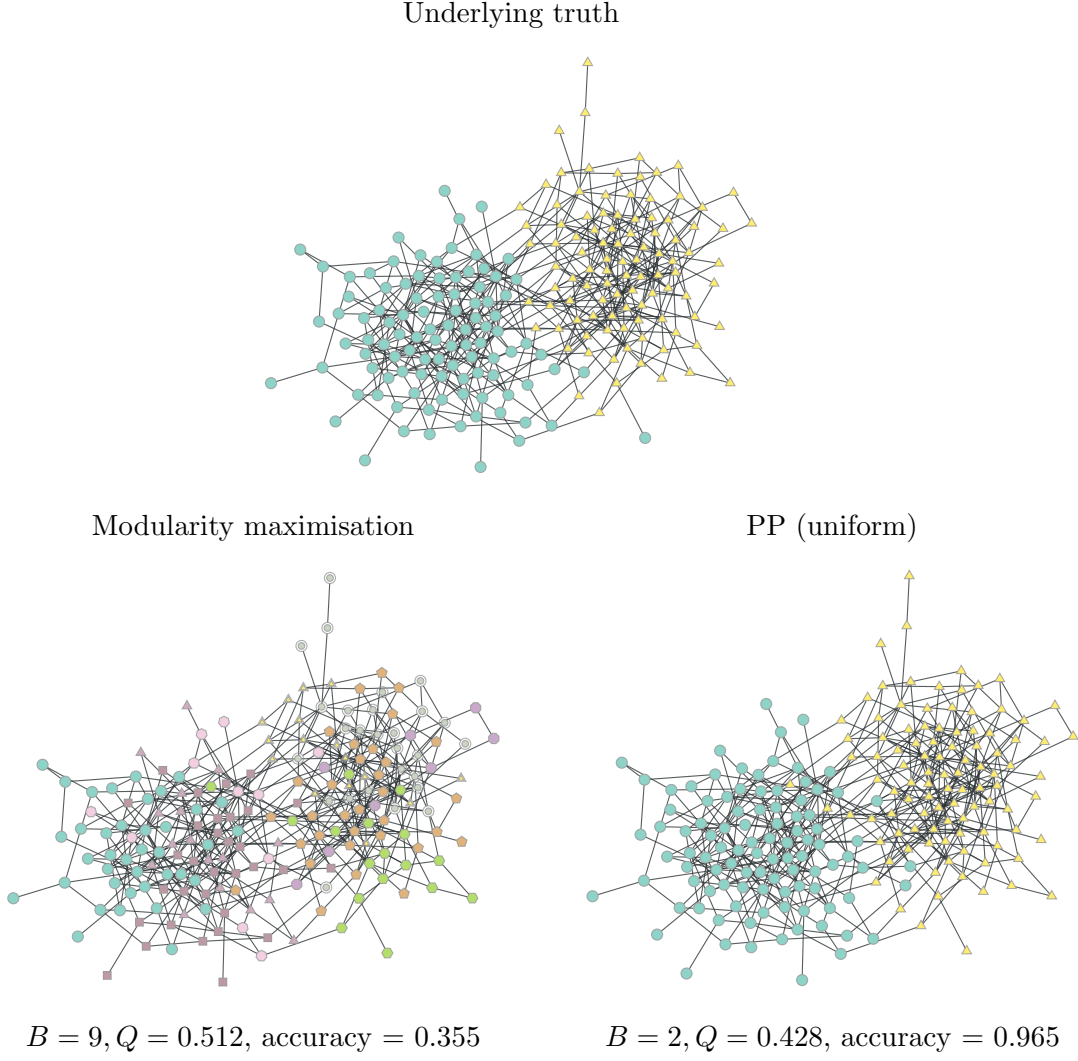 Underlying truth
Modularity maximisation
PP (uniform)
B = 9, Q = 0.512, accuracy = 0.355
B = 2, Q = 0.428, accuracy = 0.965